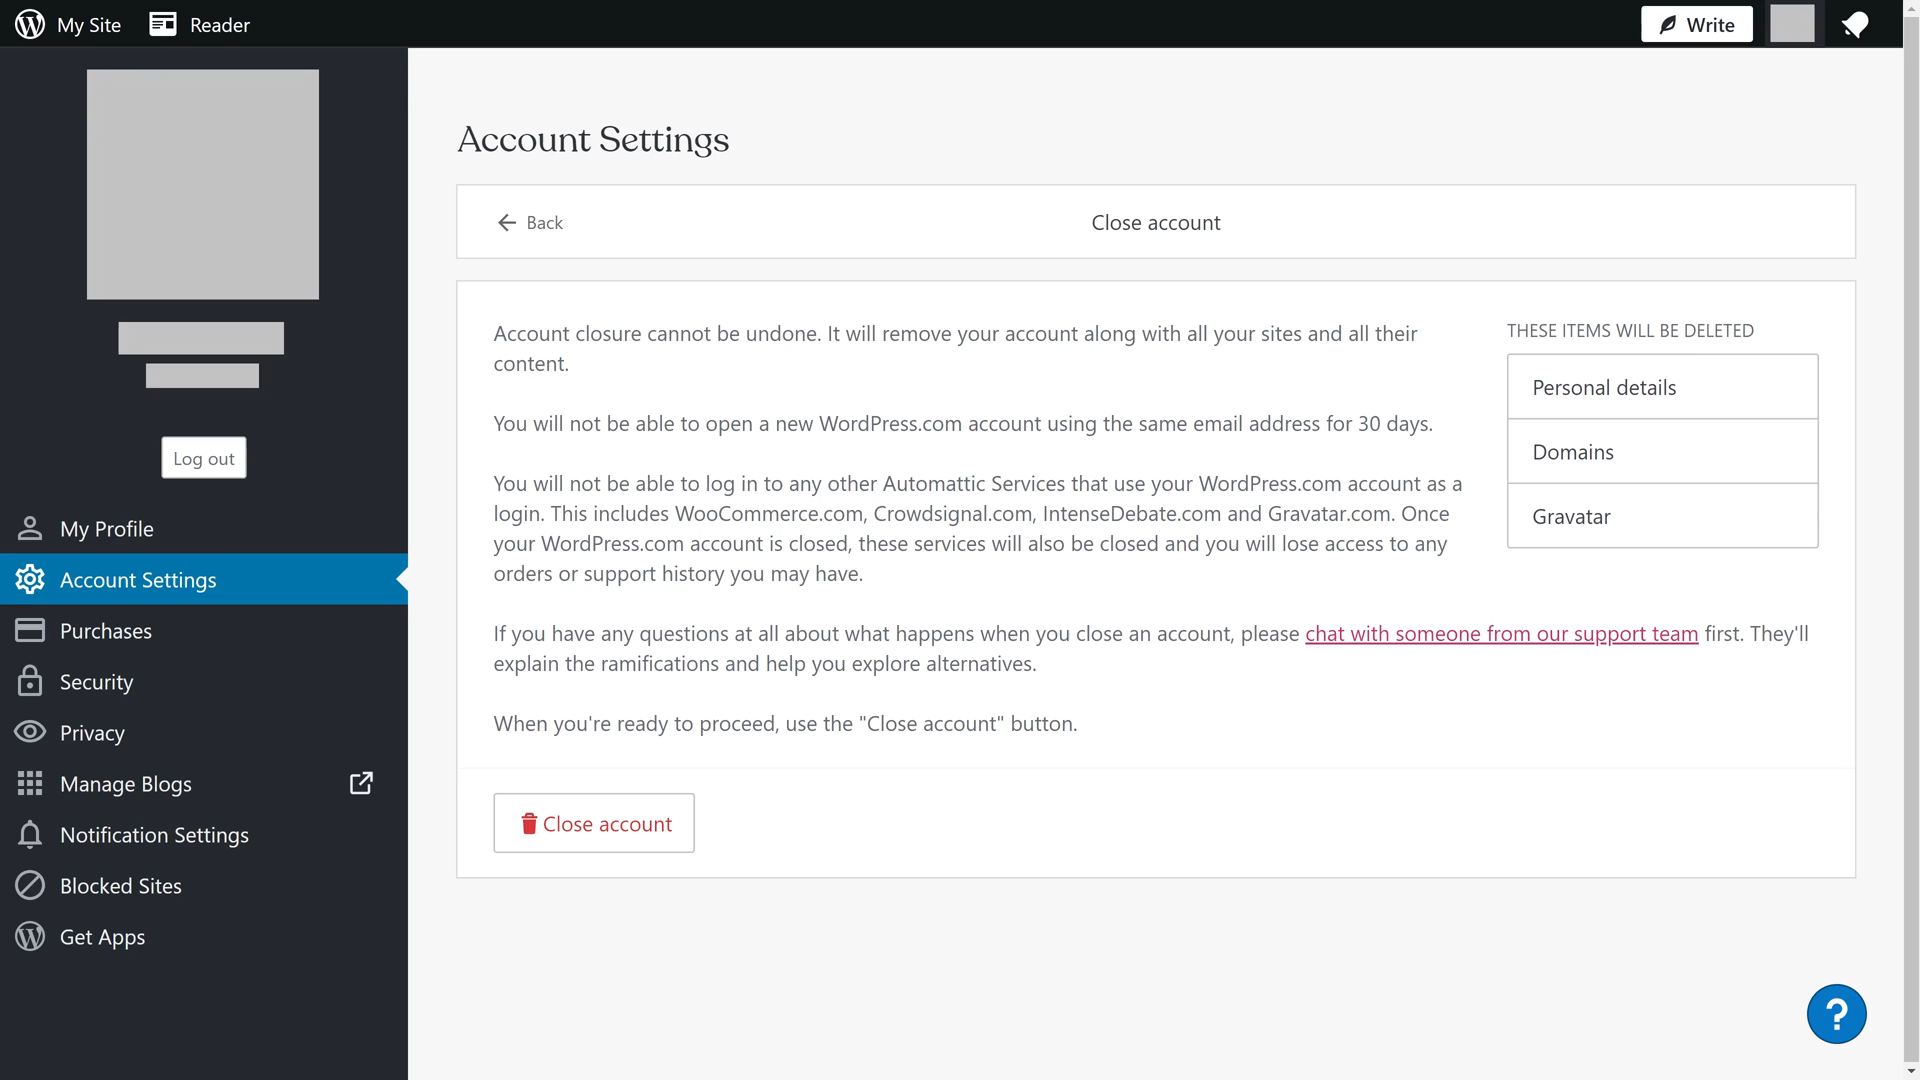 My Site
Reader
Write
Log out
My Profile
Account Settings
Purchases
Security
Privacy
Manage Blogs
Notification Settings
Blocked Sites
Get Apps
Account Settings
Back
Close account
Account closure cannot be undone. It will remove your account along with all your sites and all their
content.
You will not be able to open a new WordPress.com account using the same email address for 30 days.
You will not be able to log in to any other Automattic Services that use your WordPress.com account as a
login. This includes WooCommerce.com, Crowdsignal.com, IntenseDebate.com and Gravatar.com. Once
your WordPress.com account is closed, these services will also be closed and you will lose access to any
orders or support history you may have.
If you have any questions at all about what happens when you close an account, please chat with someone from our support team first. They'll
explain the ramifications and help you explore alternatives.
When you're ready to proceed, use the "Close account" button.
THESE ITEMS WILL BE DELETED
Personal details
Domains
Gravatar
Close account
?